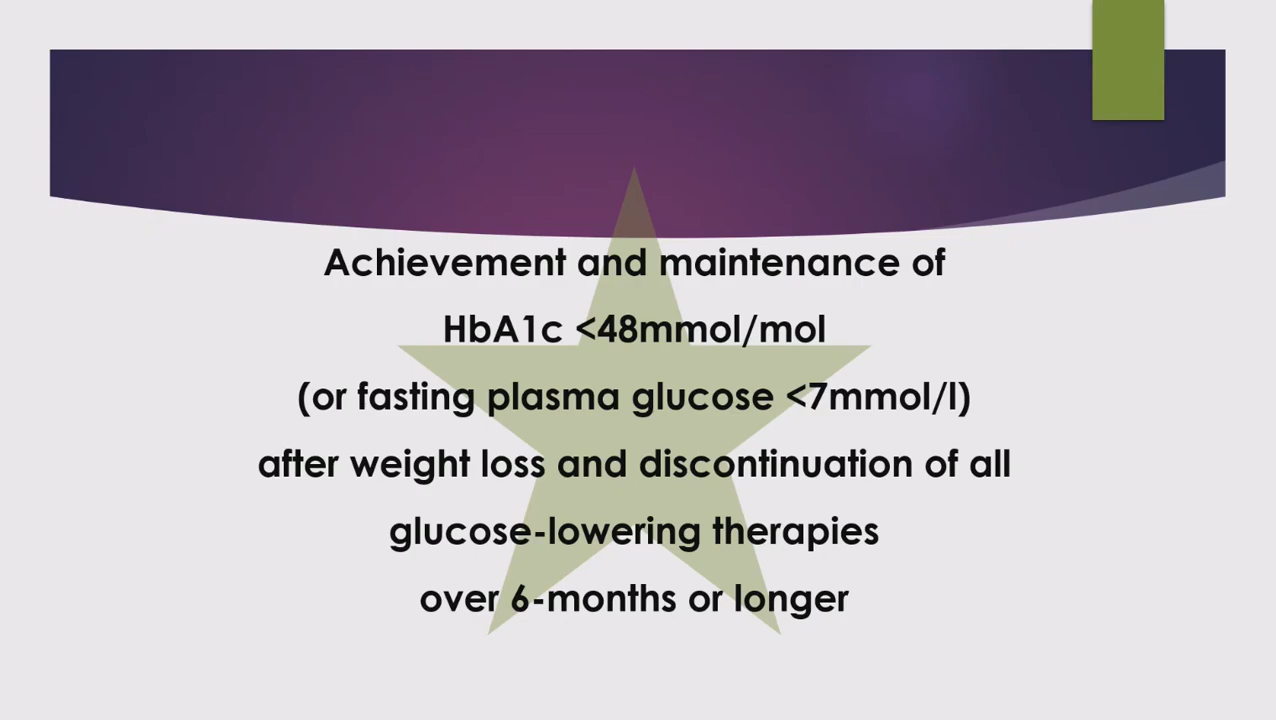 Achievement and maintenance of
HbA1c <48mmol/mol
(or fasting plasma glucose <7mmol/l)
after weight loss and discontinuation of all
glucose-lowering therapies
over 6-months or longer